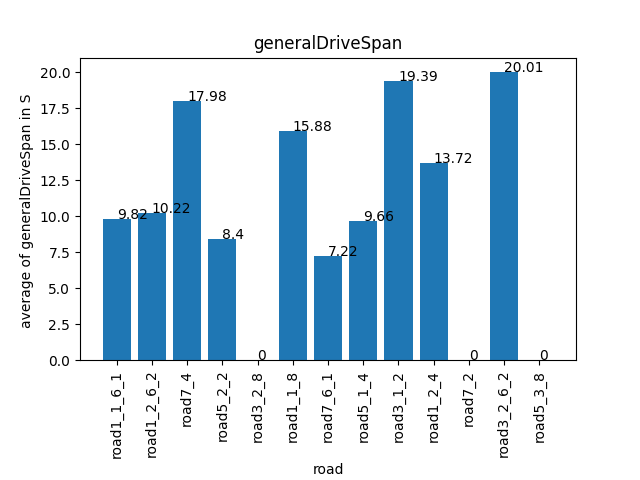 generalDriveSpan
average of generalDriveSpan in S
20.0
17.5
15.0
12.5
10.0
7.5
5.0
2.5
0.0
9.82
10.22
17.98
8.4
0
15.88
7.22
9.66
19.39
13.72
0
20.01
0
road1_1_6_1
road1_2_6_2
road7_4
road5_2_2
road3_2_8
road1_1_8
road7_6_1
road5_1_4
road3_1_2
road1_2_4
road7_2
road3_2_6_2
road5_3_8
road